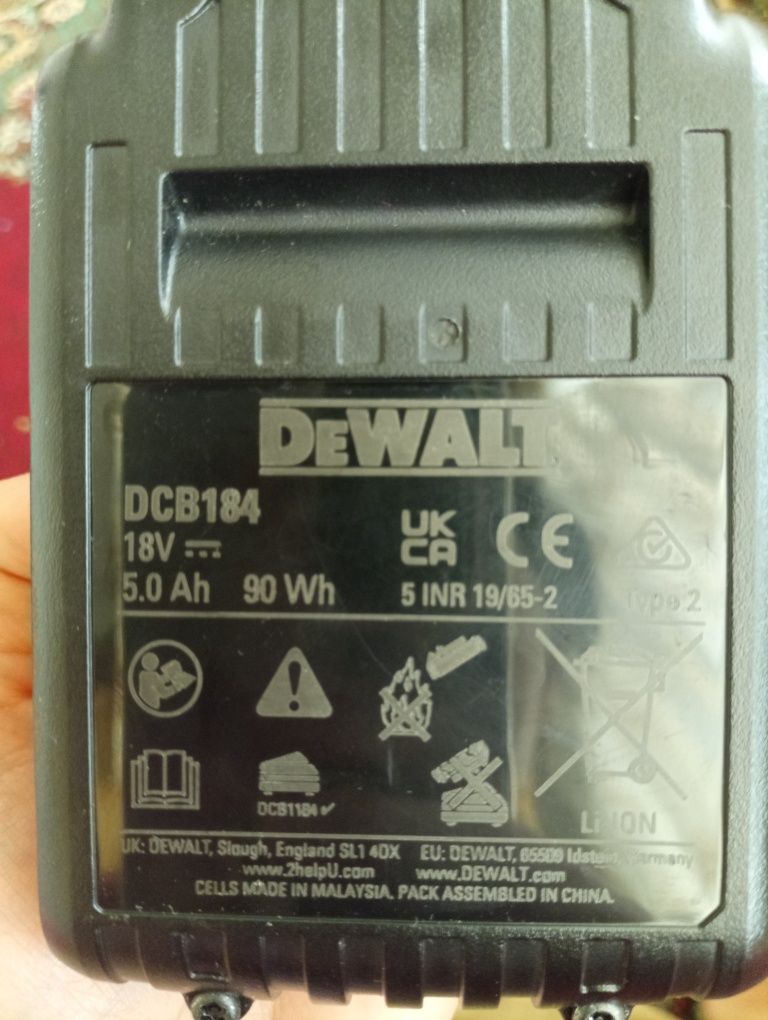 DEWALT
DCB184
18V
5.0 Ah 90 Wh
UK
CA
CE
5 INR 19/65-2
Type 2
DCB1184 ✓
Li-ION
UK: DEWALT, Slough, England SL1 4DX EU: DEWALT, 65509 Idstein, Germany
www.2helpU.com www.DEWALT.com
CELLS MADE IN MALAYSIA. PACK ASSEMBLED IN CHINA.